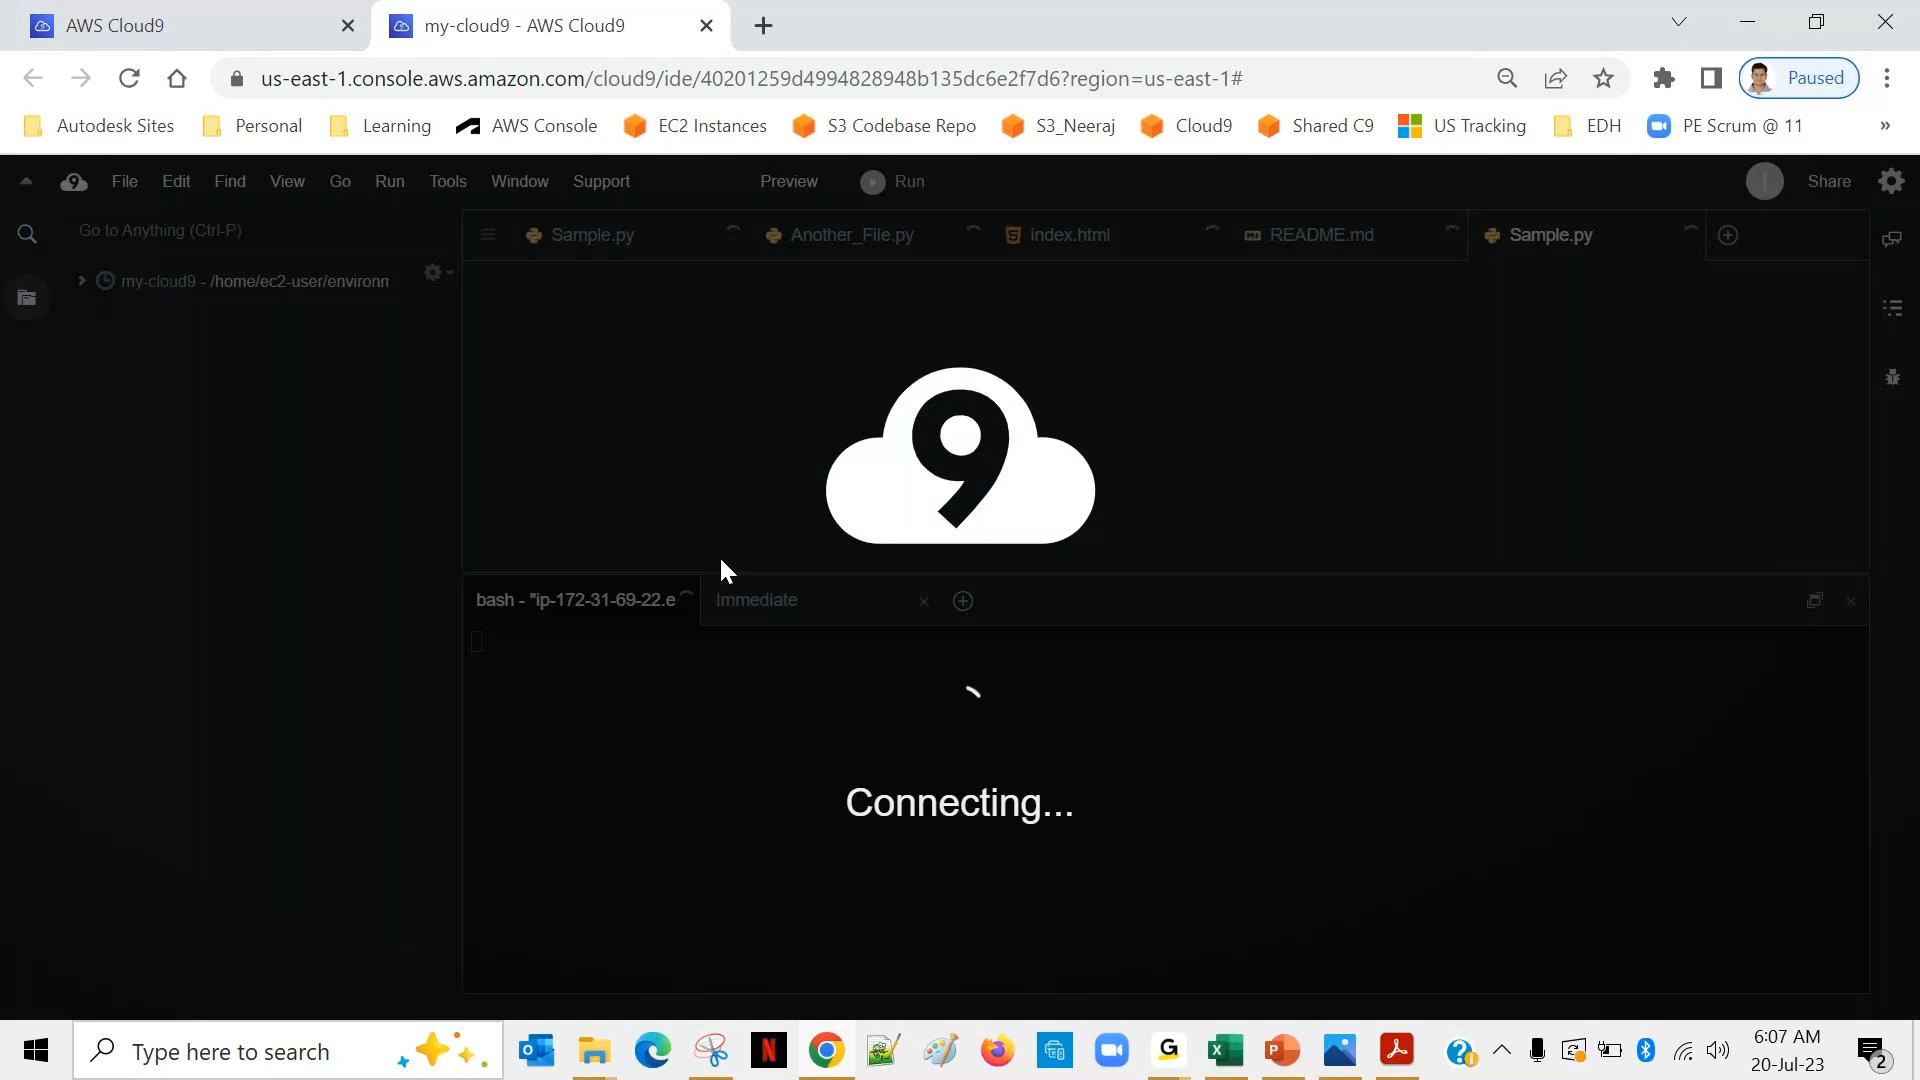 AWS Cloud9
my-cloud9 - AWS Cloud9
us-east-1.console.aws.amazon.com/cloud9/ide/40201259d4994828948b135dc6e2f7d6?region=us-east-1#
Paused
Autodesk Sites Personal Learning AWS Console EC2 Instances S3 Codebase Repo S3_Neeraj Cloud9 Shared C9 US Tracking EDH PE Scrum @ 11 »
9 File Edit Find View Go Run Tools Window Support Preview Run Share
Go to Anything (Ctrl-P)
Sample.py Another_File.py index.html README.md Sample.py
my-cloud9 - /home/ec2-user/environm
9
bash - "ip-172-31-69-22.e Immediate
Connecting...
Type here to search
6:07 AM
20-Jul-23
2